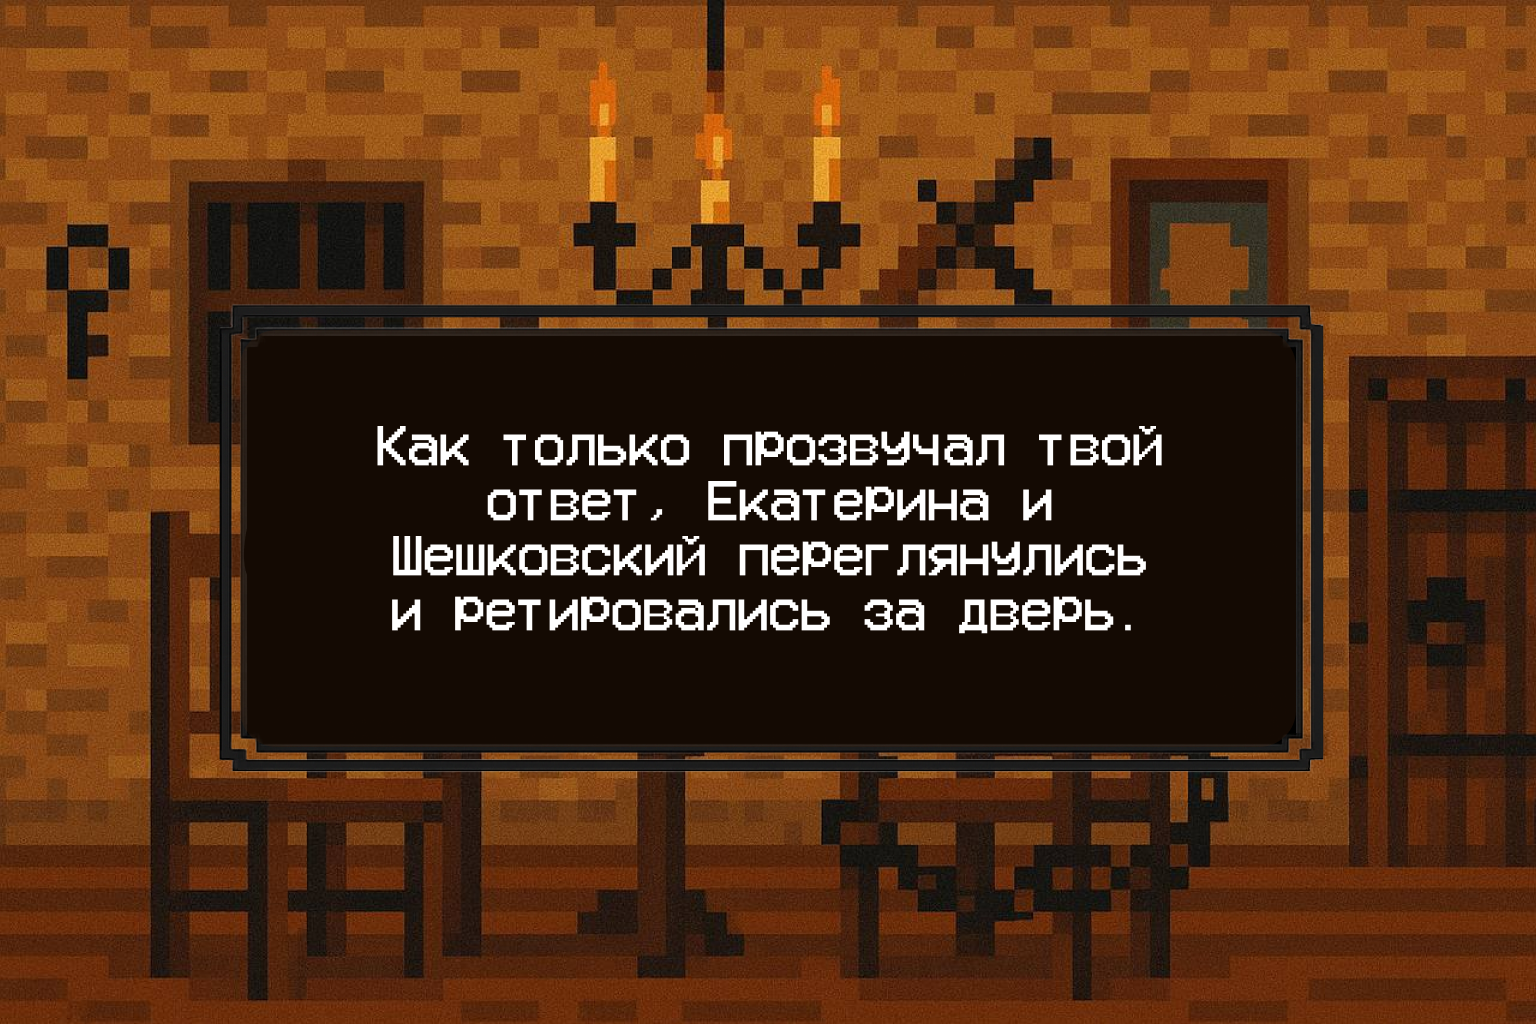 Как только прозвучал твой
ответ, Екатерина и
Шешковский переглянулись
и ретировались за дверь.